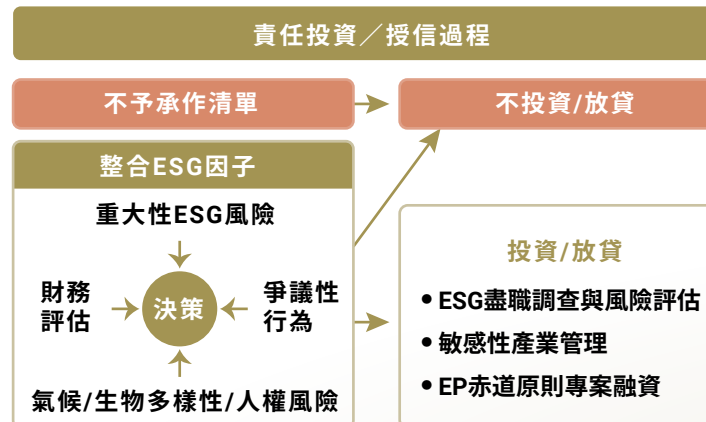 責任投資／授信過程
不予承作清單
不投資/放貸
整合ESG因子
重大性ESG風險
財務
評估
決策
爭議性
行為
氣候/生物多樣性/人權風險
投資/放貸
•ESG盡職調查與風險評估
•敏感性產業管理
•EP赤道原則專案融資